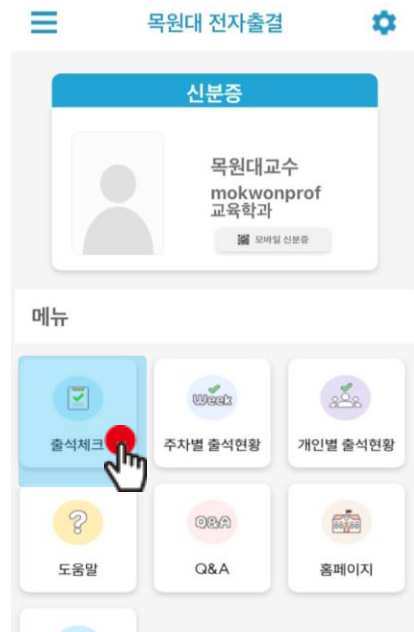 목원대 전자출결
신분증
목원대교수
mokwonprof
교육학과
모바일 신분증
메뉴
Week
출석체크
주차별 출석현황
개인별 출석현황
?
Q&A
도움말
Q&A
홈페이지